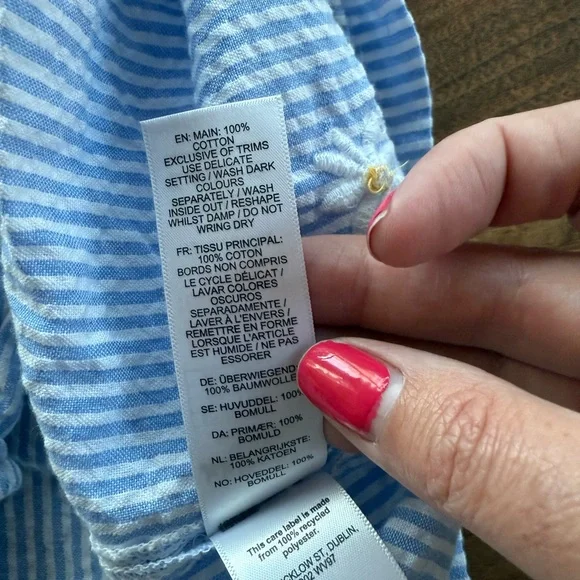 EN: MAIN: 100%
COTTON
EXCLUSIVE OF TRIMS
USE DELICATE
SETTING / WASH DARK
COLOURS
SEPARATELY / WASH
INSIDE OUT / RESHAPE
WHILST DAMP / DO NOT
WRING DRY
FR: TISSU PRINCIPAL:
100% COTON
BORDS NON COMPRIS
LE CYCLE DÉLICAT /
LAVAR COLORES
OSCUROS
SEPARADAMENTE /
LAVER À L'ENVERS /
REMETTRE EN FORME
LORSQUE L'ARTICLE
EST HUMIDE / NE PAS
ESSORER
DE: ÜBERWIEGEND
100% BAUMWOLLE
SE: HUVUDDEL: 100%
BOMULL
DA: PRIMÆR: 100%
BOMULD
NL: BELANGRIJKSTE:
100% KATOEN
NO: HOVEDDEL: 100%
BOMULL
This care label is made
from 100% recycled
polyester.
ST, DUBLIN,
WV97